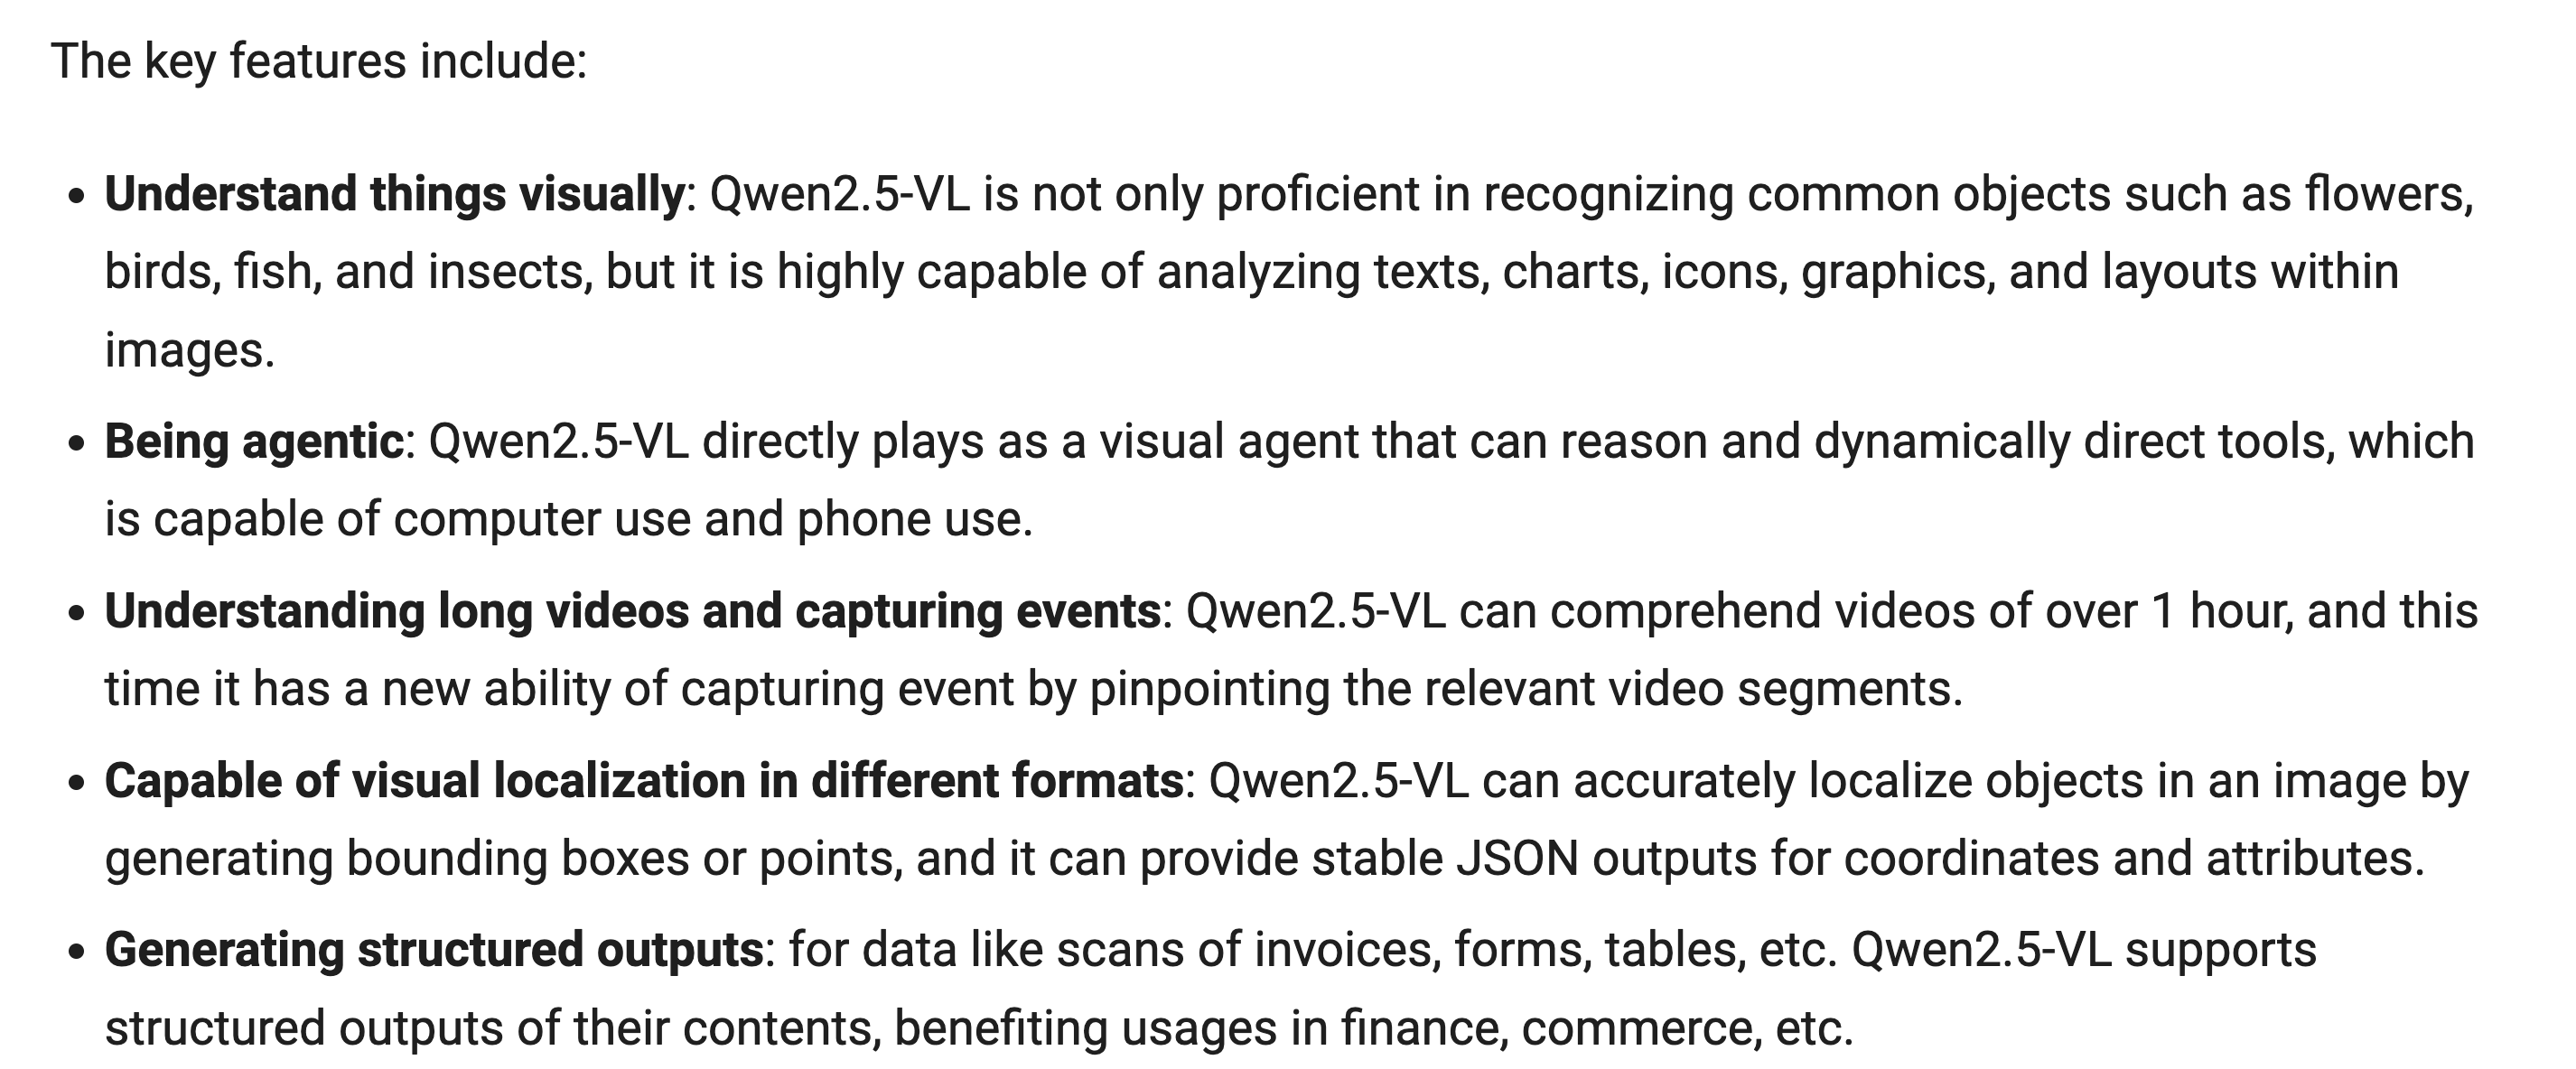 The key features include:
• Understand things visually: Qwen2.5-VL is not only proficient in recognizing common objects such as flowers,
birds, fish, and insects, but it is highly capable of analyzing texts, charts, icons, graphics, and layouts within
images.
• Being agentic: Qwen2.5-VL directly plays as a visual agent that can reason and dynamically direct tools, which
is capable of computer use and phone use.
• Understanding long videos and capturing events: Qwen2.5-VL can comprehend videos of over 1 hour, and this
time it has a new ability of capturing event by pinpointing the relevant video segments.
• Capable of visual localization in different formats: Qwen2.5-VL can accurately localize objects in an image by
generating bounding boxes or points, and it can provide stable JSON outputs for coordinates and attributes.
• Generating structured outputs: for data like scans of invoices, forms, tables, etc. Qwen2.5-VL supports
structured outputs of their contents, benefiting usages in finance, commerce, etc.